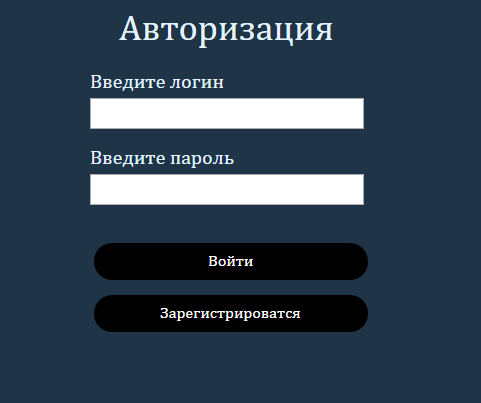 Авторизация
Введите логин
Введите пароль
Войти
Зарегистрироватся